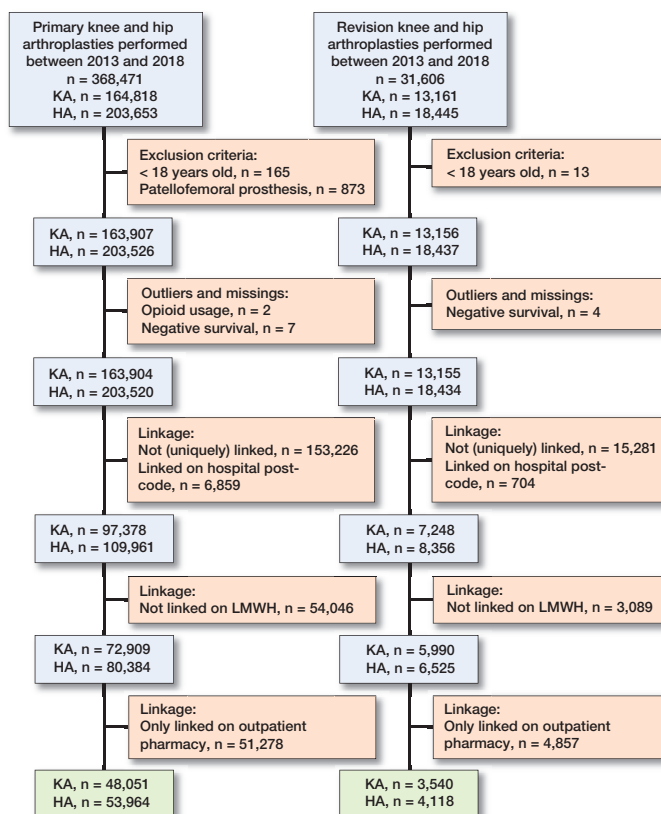 Primary knee and hip
arthroplasties performed
between 2013 and 2018
n = 368,471
KA, n = 164,818
HA, n = 203,653
Exclusion criteria:
< 18 years old, n = 165
Patellofemoral prosthesis, n = 873
KA, n = 163,907
HA, n = 203,526
Outliers and missings:
Opioid usage, n = 2
Negative survival, n = 7
KA, n = 163,904
HA, n = 203,520
Linkage:
Not (uniquely) linked, n = 153,226
Linked on hospital post-
code, n = 6,859
KA, n = 97,378
HA, n = 109,961
Linkage:
Not linked on LMWH, n = 54,046
KA, n = 72,909
HA, n = 80,384
Linkage:
Only linked on outpatient
pharmacy, n = 51,278
KA, n = 48,051
HA, n = 53,964
Revision knee and hip
arthroplasties performed
between 2013 and 2018
n = 31,606
KA, n = 13,161
HA, n = 18,445
Exclusion criteria:
< 18 years old, n = 13
KA, n = 13,156
HA, n = 18,437
Outliers and missings:
Negative survival, n = 4
KA, n = 13,155
HA, n = 18,434
Linkage:
Not (uniquely) linked, n = 15,281
Linked on hospital post-
code, n = 704
KA, n = 7,248
HA, n = 8,356
Linkage:
Not linked on LMWH, n = 3,089
KA, n = 5,990
HA, n = 6,525
Linkage:
Only linked on outpatient
pharmacy, n = 4,857
KA, n = 3,540
HA, n = 4,118